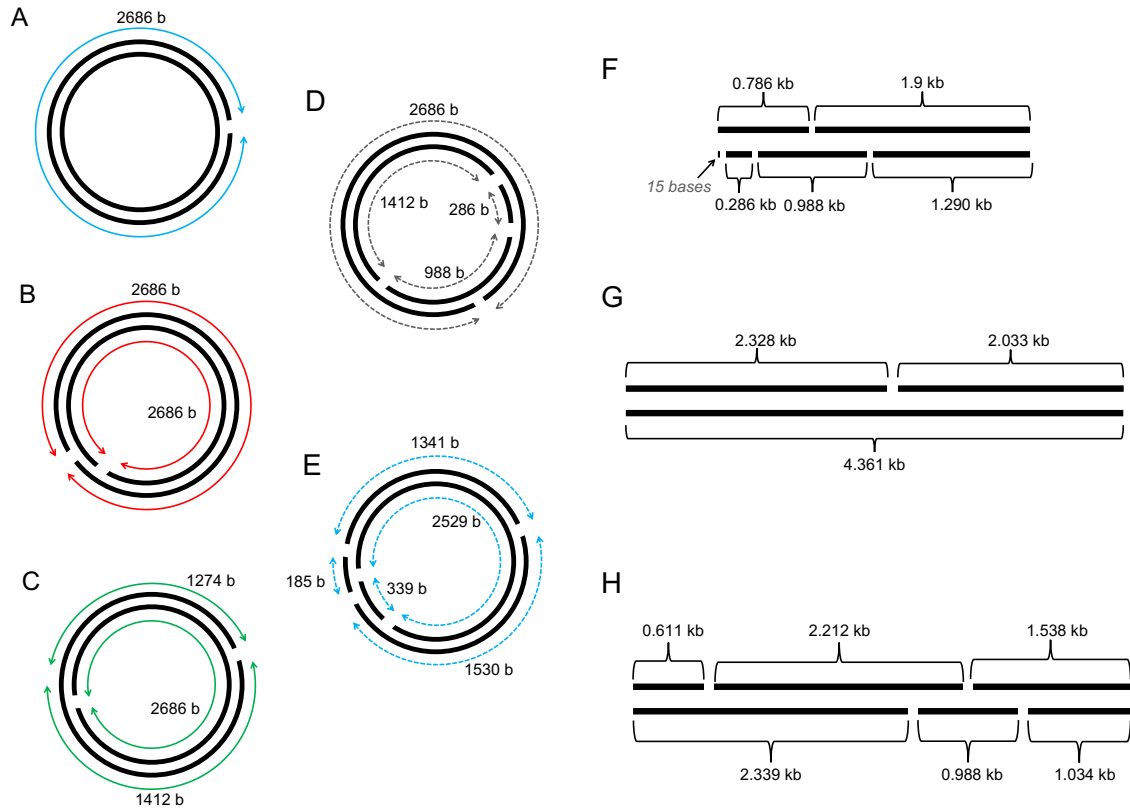 A
2686 b
B
2686 b
2686 b
C
1274 b
2686 b
1412 b
D
2686 b
1412 b
286 b
988 b
E
1341 b
2529 b
185 b
339 b
1530 b
F
0.786 kb
1.9 kb
15 bases
0.286 kb
0.988 kb
1.290 kb
G
2.328 kb
2.033 kb
4.361 kb
H
0.611 kb
2.212 kb
1.538 kb
2.339 kb
0.988 kb
1.034 kb